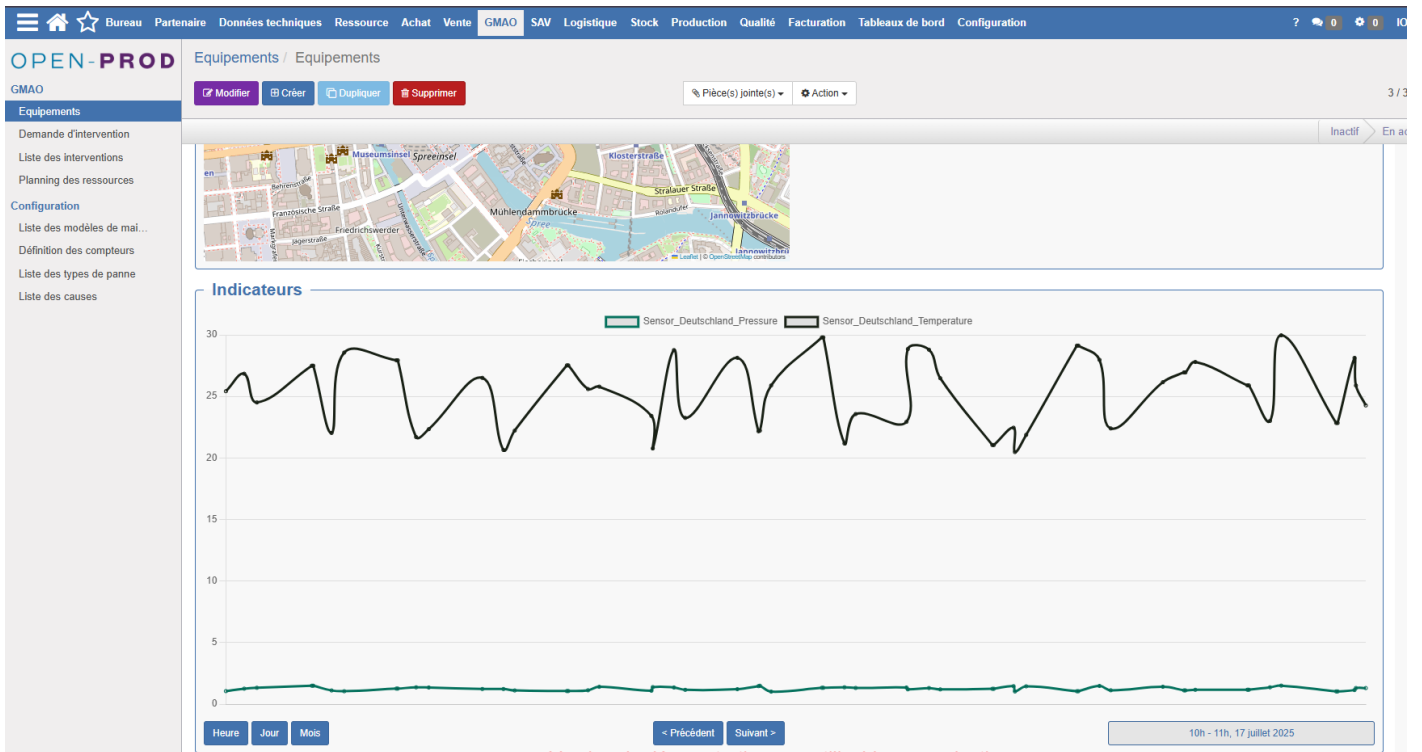 Bureau Partenaire Données techniques Ressource Achat Vente GMAO SAV Logistique Stock Production Qualité Facturation Tableaux de bord Configuration ? 0 0 IO
OPEN-PROD
Equipements / Equipements
GMAO
Modifier Créer Dupliquer Supprimer Pièce(s) jointe(s) Action 3 / 3
Equipements
Demande d'intervention
Inactif En ac
Liste des interventions
Planning des ressources
Configuration
Liste des modèles de mai...
Définition des compteurs
Liste des types de panne
Liste des causes
Museumsinsel Spreeinsel
Klosterstraße
Behrenstraße
Stralauer Straße
Französische Straße
Mühlendammbrücke
Rolandufer
Jannowitzbrücke
Friedrichswerder
Spree
Jägerstraße
Leaflet | © OpenStreetMap contributors
Indicateurs
Sensor_Deutschland_Pressure Sensor_Deutschland_Temperature
30
25
20
15
10
5
0
Heure Jour Mois < Précédent Suivant > 10h - 11h, 17 juillet 2025